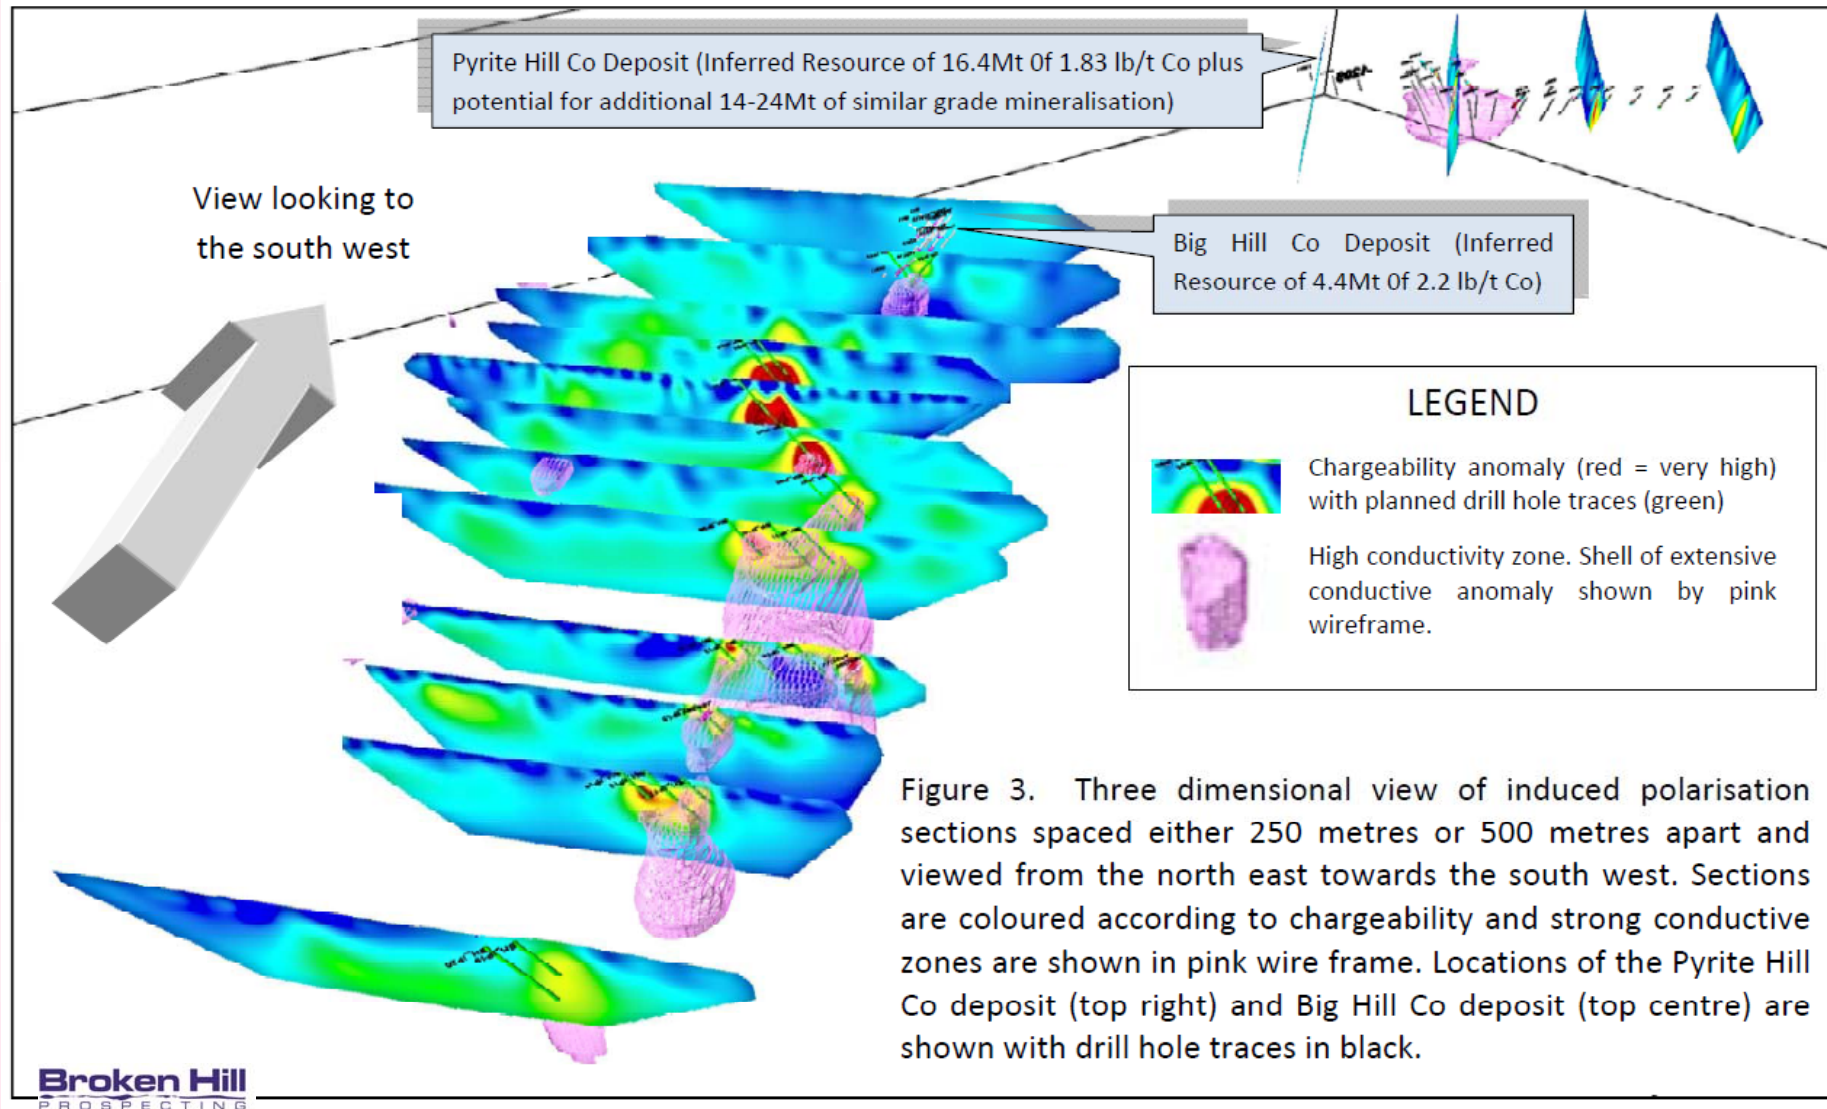 Pyrite Hill Co Deposit (Inferred Resource of 16.4Mt 0f 1.83 lb/t Co plus
potential for additional 14-24Mt of similar grade mineralisation)
View looking to
the south west
Big Hill Co Deposit (Inferred
Resource of 4.4Mt 0f 2.2 lb/t Co)
LEGEND
Chargeability anomaly (red = very high)
with planned drill hole traces (green)
High conductivity zone. Shell of extensive
conductive anomaly shown by pink
wireframe.
Figure 3. Three dimensional view of induced polarisation
sections spaced either 250 metres or 500 metres apart and
viewed from the north east towards the south west. Sections
are coloured according to chargeability and strong conductive
zones are shown in pink wire frame. Locations of the Pyrite Hill
Co deposit (top right) and Big Hill Co deposit (top centre) are
shown with drill hole traces in black.
Broken Hill
PROSPECTING